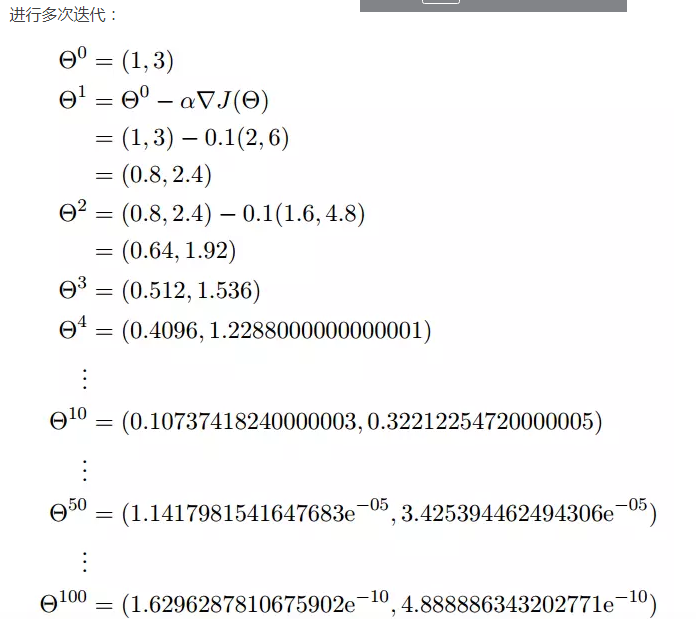 进行多次迭代：
Θ⁰ = (1, 3)
Θ¹ = Θ⁰ − α∇J(Θ)
= (1, 3) − 0.1(2, 6)
= (0.8, 2.4)
Θ² = (0.8, 2.4) − 0.1(1.6, 4.8)
= (0.64, 1.92)
Θ³ = (0.512, 1.536)
Θ⁴ = (0.4096, 1.2288000000000001)
⋮
Θ¹⁰ = (0.10737418240000003, 0.32212254720000005)
⋮
Θ⁵⁰ = (1.1417981541647683e⁻⁰⁵, 3.425394462494306e⁻⁰⁵)
⋮
Θ¹⁰⁰ = (1.6296287810675902e⁻¹⁰, 4.888886343202771e⁻¹⁰)